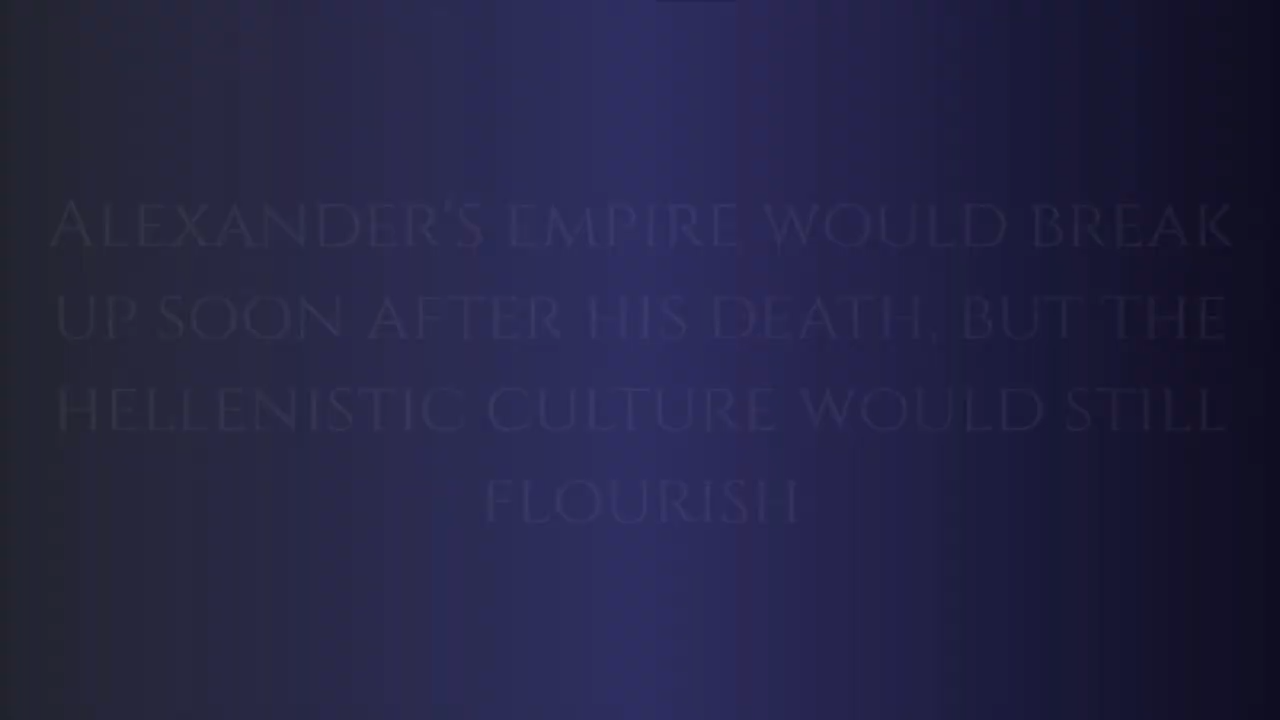 Alexander's empire would break
up soon after his death, but the
Hellenistic culture would still
flourish